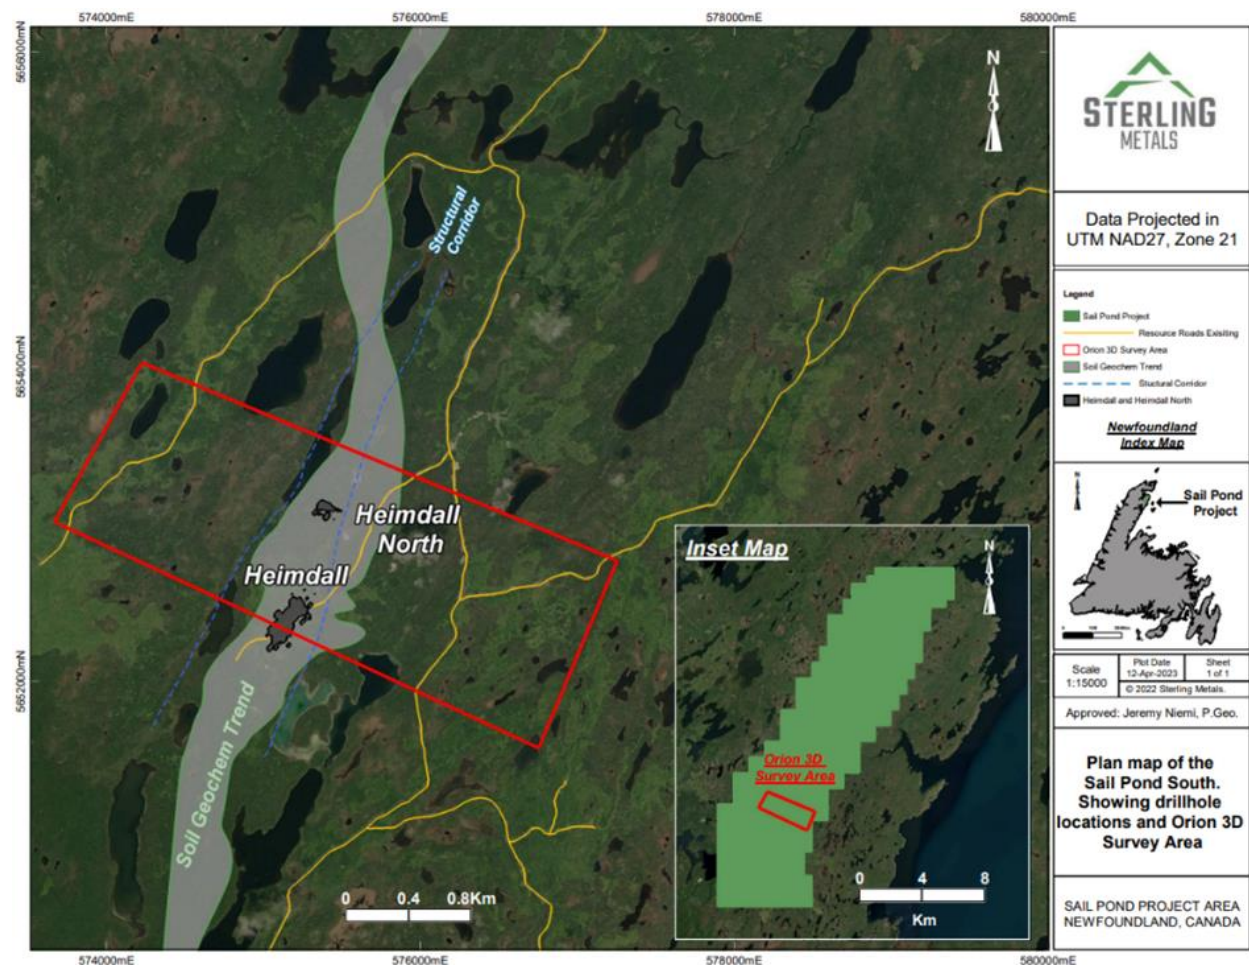 574000mE
576000mE
578000mE
580000mE
5656000mN
5654000mN
5652000mN
N
Structural
Corridor
Heimdall
North
Heimdall
Soil Geochem Trend
0 0.4 0.8Km
Inset Map
N
Orion 3D
Survey Area
0 4 8
Km
574000mE
576000mE
578000mE
580000mE
STERLING
METALS
Data Projected in
UTM NAD27, Zone 21
Legend
Sail Pond Project
Resource Roads Exisiting
Orion 3D Survey Area
Soil Geochem Trend
Stuctural Corridor
Heimdall and Heimdall North
Newfoundland
Index Map
N
Sail Pond
Project
Scale
1:15000
Plot Date
12-Apr-2023
Sheet
1 of 1
© 2022 Sterling Metals.
Approved: Jeremy Niemi, P.Geo.
Plan map of the
Sail Pond South.
Showing drillhole
locations and Orion 3D
Survey Area
SAIL POND PROJECT AREA
NEWFOUNDLAND, CANADA